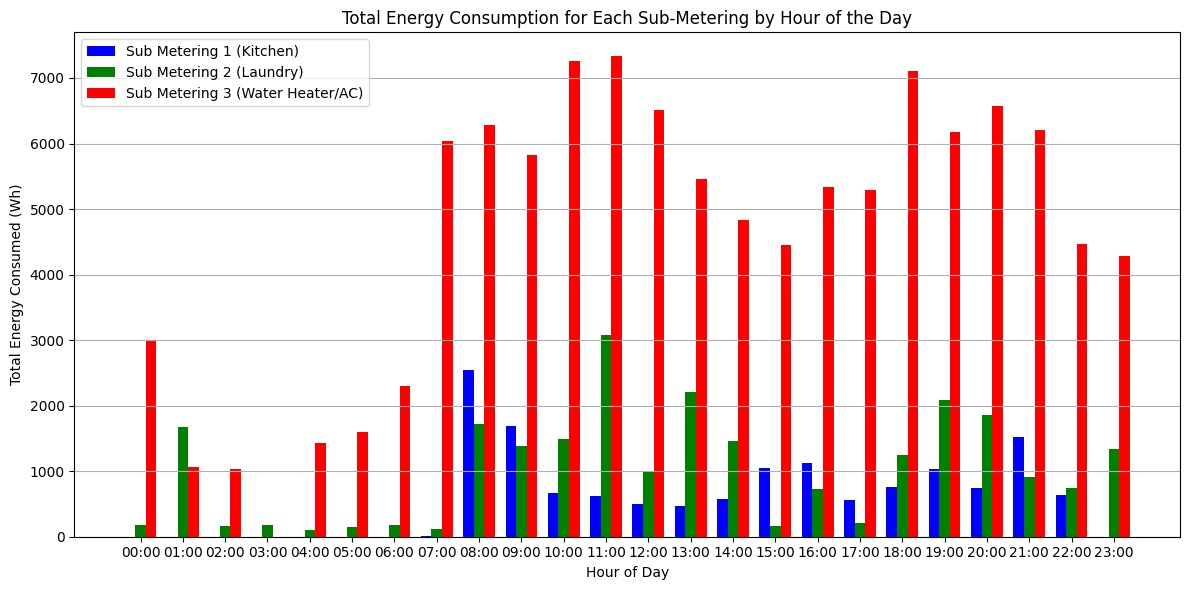 Total Energy Consumption for Each Sub-Metering by Hour of the Day
Sub Metering 1 (Kitchen)
Sub Metering 2 (Laundry)
Sub Metering 3 (Water Heater/AC)
Total Energy Consumed (Wh)
7000
6000
5000
4000
3000
2000
1000
0
00:00 01:00 02:00 03:00 04:00 05:00 06:00 07:00 08:00 09:00 10:00 11:00 12:00 13:00 14:00 15:00 16:00 17:00 18:00 19:00 20:00 21:00 22:00 23:00
Hour of Day